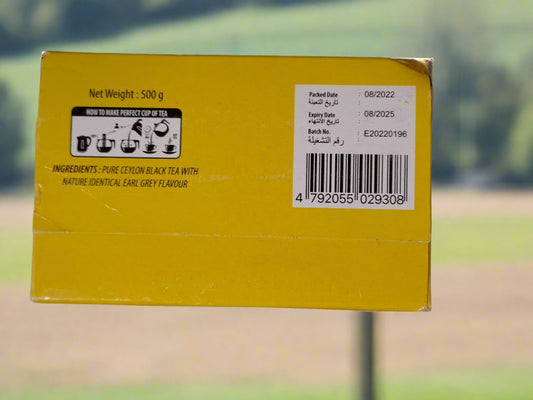 Net Weight : 500 g
HOW TO MAKE PERFECT CUP OF TEA
INGREDIENTS : PURE CEYLON BLACK TEA WITH
NATURE IDENTICAL EARL GREY FLAVOUR
Packed Date : 08/2022
تاريخ التعبئة :
Expiry Date : 08/2025
تاريخ الانتهاء :
Batch No. : E20220196
رقم التشغيلة :
4 792055 029308